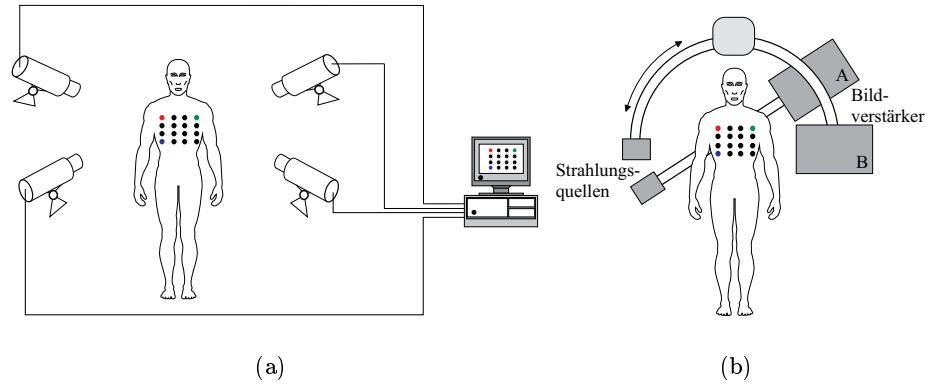 A
Bild-
verstärker
B
Strahlungs-
quellen
(a)
(b)